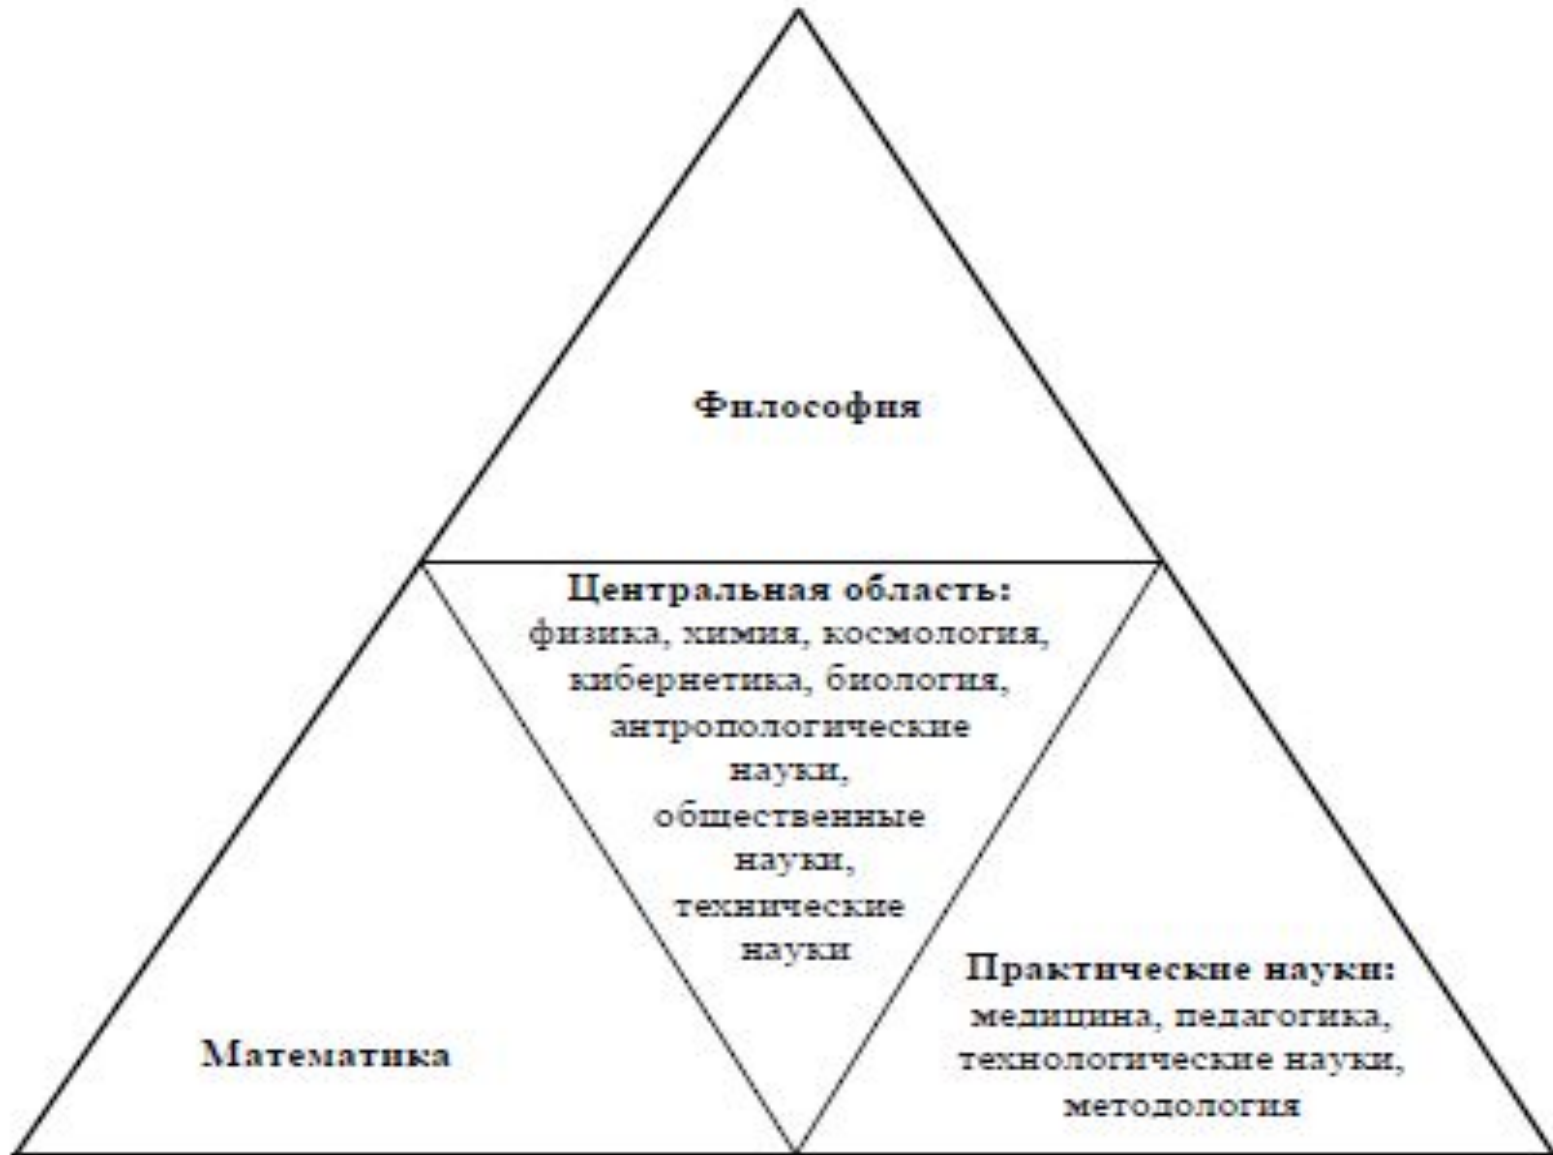 Философия
Центральная область:
физика, химия, космология,
кибернетика, биология,
антропологические
науки,
общественные
науки,
технические
науки
Математика
Практические науки:
медицина, педагогика,
технологические науки,
методология